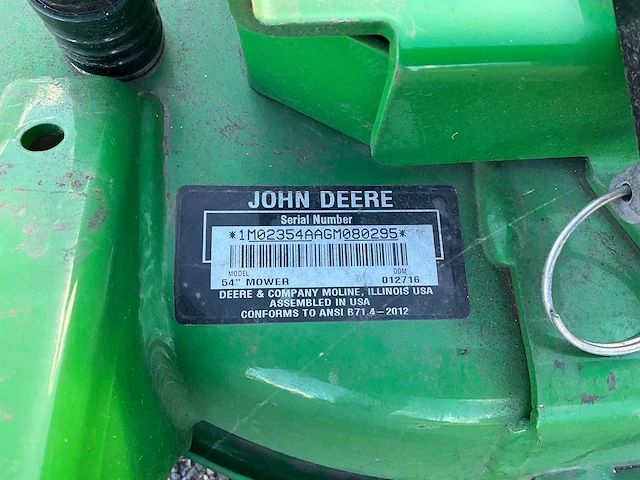 JOHN DEERE
Serial Number
*1M02354AAGM080295*
MODEL DOM
54" MOWER 012716
DEERE & COMPANY MOLINE, ILLINOIS USA
ASSEMBLED IN USA
CONFORMS TO ANSI B71.4-2012